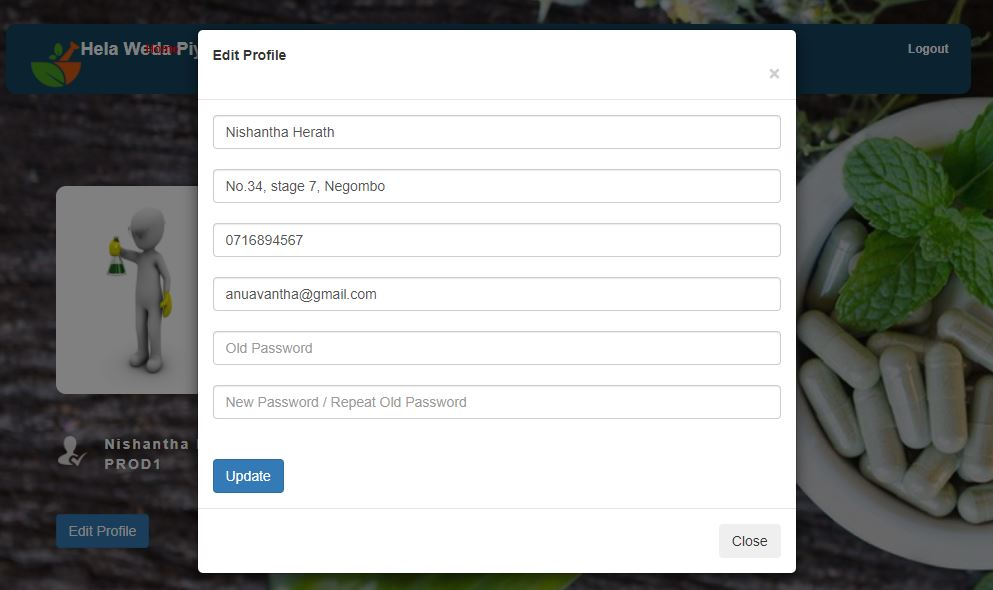 Hela Weda Piy
Home
Logout
Edit Profile
×
Nishantha Herath
No.34, stage 7, Negombo
0716894567
anuavantha@gmail.com
Old Password
New Password / Repeat Old Password
Update
Close
Nishantha
PROD1
Edit Profile